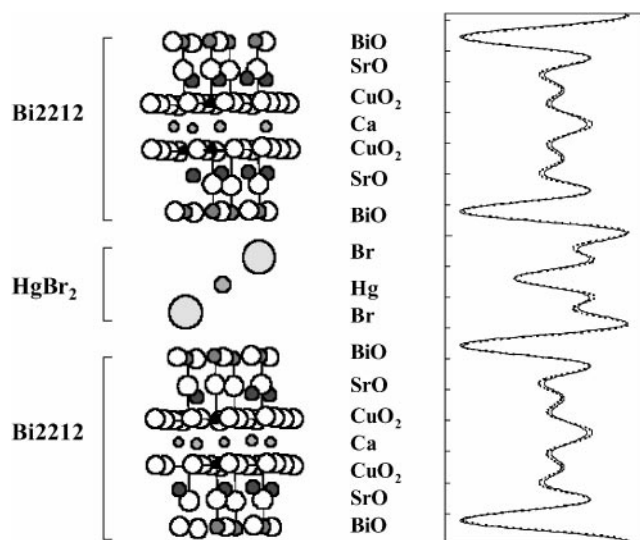 BiO
SrO
CuO₂
Bi2212
Ca
CuO₂
SrO
BiO
Br
HgBr₂
Hg
Br
BiO
SrO
CuO₂
Bi2212
Ca
CuO₂
SrO
BiO